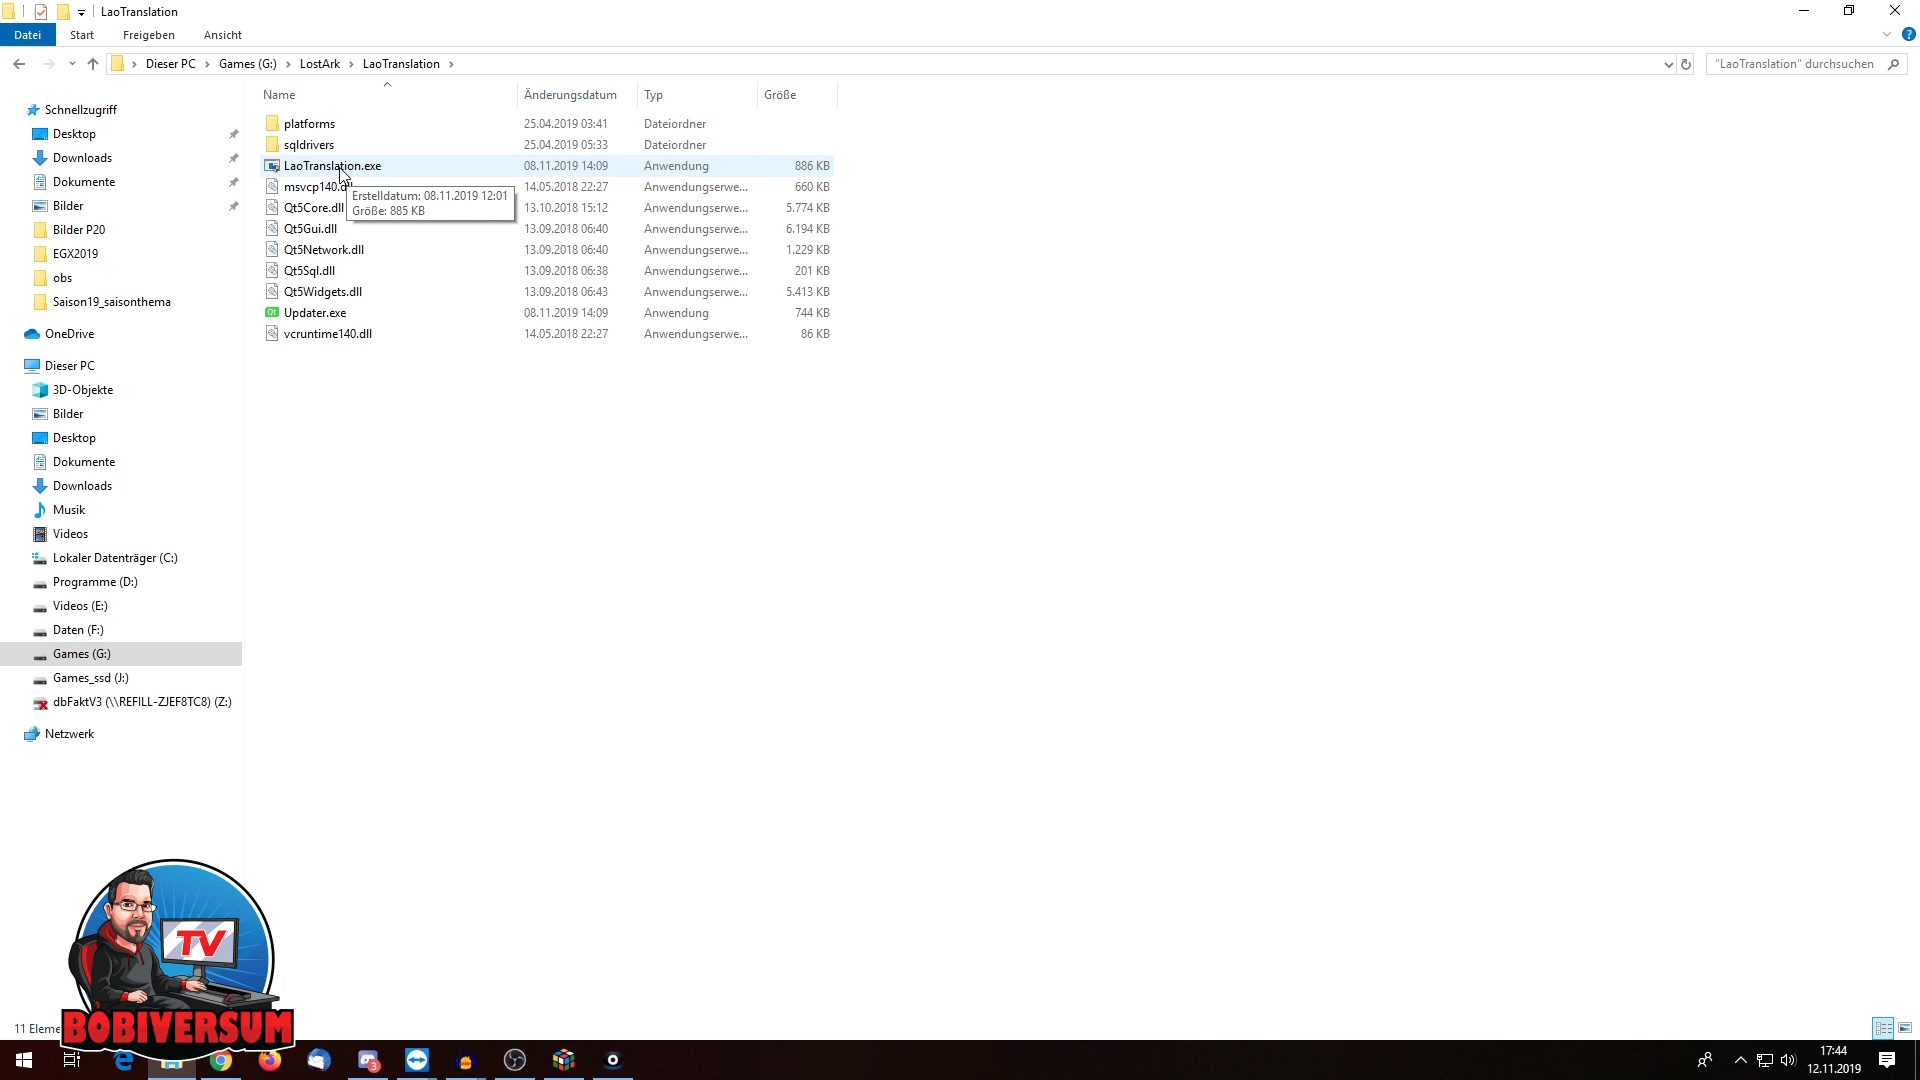 LaoTranslation
Datei Start Freigeben Ansicht
Dieser PC Games (G:) LostArk LaoTranslation
"LaoTranslation" durchsuchen
Name Änderungsdatum Typ Größe
platforms 25.04.2019 03:41 Dateiordner
sqldrivers 25.04.2019 05:33 Dateiordner
LaoTranslation.exe 08.11.2019 14:09 Anwendung 886 KB
msvcp140.dll 14.05.2018 22:27 Anwendungserwe... 660 KB
Qt5Core.dll 13.10.2018 15:12 Anwendungserwe... 5.774 KB
Qt5Gui.dll 13.09.2018 06:40 Anwendungserwe... 6.194 KB
Qt5Network.dll 13.09.2018 06:40 Anwendungserwe... 1.229 KB
Qt5Sql.dll 13.09.2018 06:38 Anwendungserwe... 201 KB
Qt5Widgets.dll 13.09.2018 06:43 Anwendungserwe... 5.413 KB
Updater.exe 08.11.2019 14:09 Anwendung 744 KB
vcruntime140.dll 14.05.2018 22:27 Anwendungserwe... 86 KB
Erstelldatum: 08.11.2019 12:01
Größe: 885 KB
Schnellzugriff
Desktop
Downloads
Dokumente
Bilder
Bilder P20
EGX2019
obs
Saison19_saisonthema
OneDrive
Dieser PC
3D-Objekte
Bilder
Desktop
Dokumente
Downloads
Musik
Videos
Lokaler Datenträger (C:)
Programme (D:)
Videos (E:)
Daten (F:)
Games (G:)
Games_ssd (J:)
dbFaktV3 (\\REFILL-ZJEF8TC8) (Z:)
Netzwerk
TV
BOBIVERSUM
11 Eleme
3
17:44
12.11.2019